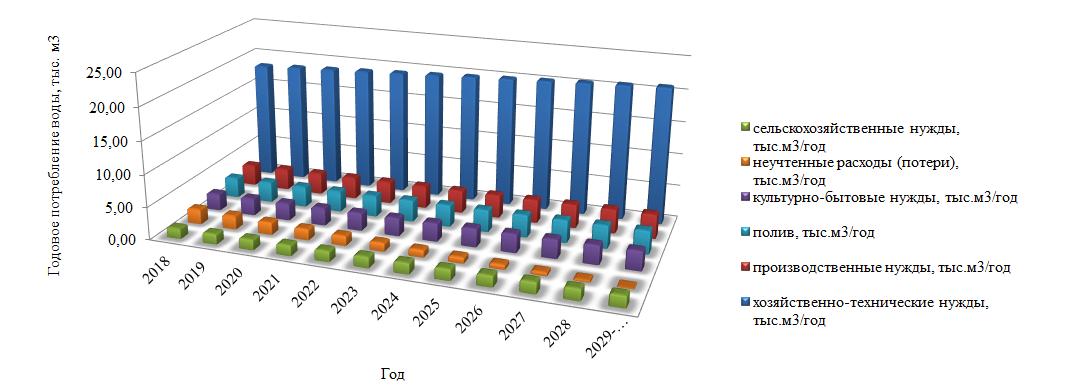 Годовое потребление воды, тыс. м3
25,00
20,00
15,00
10,00
5,00
0,00
2018
2019
2020
2021
2022
2023
2024
2025
2026
2027
2028
2029-...
Год
сельскохозяйственные нужды,
тыс.м3/год
неучтенные расходы (потери),
тыс.м3/год
культурно-бытовые нужды, тыс.м3/год
полив, тыс.м3/год
производственные нужды, тыс.м3/год
хозяйственно-технические нужды,
тыс.м3/год